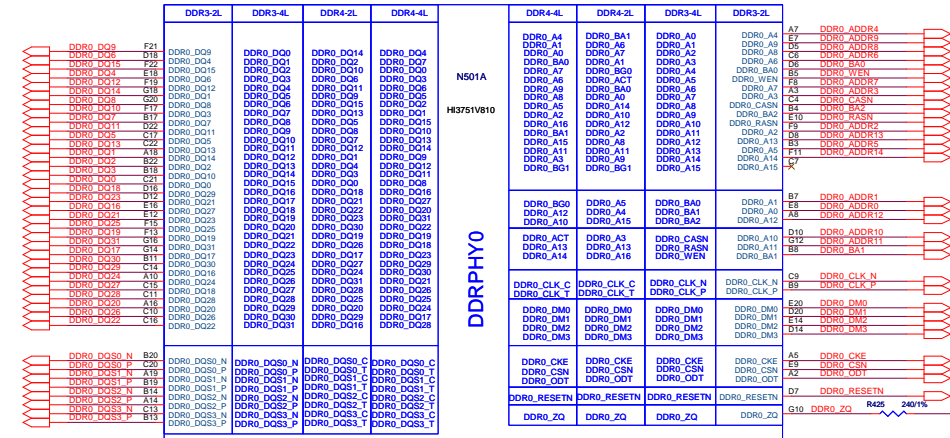 DDR3-2L DDR3-4L DDR4-2L DDR4-4L
DDR4-4L DDR4-2L DDR3-4L DDR3-2L
N501A
HI3751V810
DDRPHY0
DDR0_DQ9 F21
DDR0_DQ6 D18
DDR0_DQ15 F22
DDR0_DQ4 E18
DDR0_DQ12 F19
DDR0_DQ14 G18
DDR0_DQ8 G20
DDR0_DQ10 F17
DDR0_DQ7 B17
DDR0_DQ11 D22
DDR0_DQ5 C17
DDR0_DQ13 C22
DDR0_DQ1 A18
DDR0_DQ2 B22
DDR0_DQ3 B18
DDR0_DQ0 C21
DDR0_DQ18 D16
DDR0_DQ23 D12
DDR0_DQ16 E16
DDR0_DQ21 E12
DDR0_DQ25 F15
DDR0_DQ19 F13
DDR0_DQ31 G16
DDR0_DQ17 G14
DDR0_DQ30 B11
DDR0_DQ29 C14
DDR0_DQ24 A10
DDR0_DQ27 C15
DDR0_DQ28 C11
DDR0_DQ20 A16
DDR0_DQ26 C10
DDR0_DQ22 C16
DDR0_DQ9
DDR0_DQ4
DDR0_DQ15
DDR0_DQ2
DDR0_DQ6
DDR0_DQ12
DDR0_DQ1
DDR0_DQ8
DDR0_DQ3
DDR0_DQ7
DDR0_DQ11
DDR0_DQ5
DDR0_DQ13
DDR0_DQ14
DDR0_DQ2
DDR0_DQ10
DDR0_DQ0
DDR0_DQ29
DDR0_DQ21
DDR0_DQ27
DDR0_DQ23
DDR0_DQ25
DDR0_DQ19
DDR0_DQ31
DDR0_DQ17
DDR0_DQ30
DDR0_DQ16
DDR0_DQ24
DDR0_DQ18
DDR0_DQ28
DDR0_DQ20
DDR0_DQ26
DDR0_DQ22
DDR0_DQ0 DDR0_DQ14 DDR0_DQ4
DDR0_DQ1 DDR0_DQ2
DDR0_DQ2 DDR0_DQ10 DDR0_DQ0
DDR0_DQ3
DDR0_DQ4 DDR0_DQ11 DDR0_DQ6
DDR0_DQ5 DDR0_DQ9 DDR0_DQ5
DDR0_DQ6 DDR0_DQ15 DDR0_DQ2
DDR0_DQ7 DDR0_DQ13 DDR0_DQ1
DDR0_DQ8 DDR0_DQ5 DDR0_DQ15
DDR0_DQ9 DDR0_DQ8 DDR0_DQ10
DDR0_DQ10 DDR0_DQ7 DDR0_DQ13
DDR0_DQ11 DDR0_DQ12 DDR0_DQ14
DDR0_DQ12 DDR0_DQ1 DDR0_DQ9
DDR0_DQ13 DDR0_DQ4 DDR0_DQ12
DDR0_DQ14 DDR0_DQ3 DDR0_DQ11
DDR0_DQ15 DDR0_DQ0 DDR0_DQ8
DDR0_DQ16 DDR0_DQ18 DDR0_DQ16
DDR0_DQ17 DDR0_DQ21
DDR0_DQ18 DDR0_DQ22 DDR0_DQ20
DDR0_DQ19 DDR0_DQ20 DDR0_DQ31
DDR0_DQ20 DDR0_DQ30 DDR0_DQ22
DDR0_DQ21 DDR0_DQ19 DDR0_DQ19
DDR0_DQ22 DDR0_DQ26 DDR0_DQ18
DDR0_DQ23 DDR0_DQ17 DDR0_DQ23
DDR0_DQ24 DDR0_DQ27 DDR0_DQ29
DDR0_DQ25 DDR0_DQ24 DDR0_DQ30
DDR0_DQ26 DDR0_DQ31 DDR0_DQ21
DDR0_DQ27 DDR0_DQ28 DDR0_DQ26
DDR0_DQ28 DDR0_DQ25 DDR0_DQ25
DDR0_DQ29 DDR0_DQ29 DDR0_DQ24
DDR0_DQ30 DDR0_DQ23 DDR0_DQ17
DDR0_DQ31 DDR0_DQ16 DDR0_DQ28
DDR0_DQS0_N B20 DDR0_DQS0_N DDR0_DQS0_N DDR0_DQS0_C DDR0_DQS0_C
DDR0_DQS0_P C20 DDR0_DQS0_P DDR0_DQS0_P DDR0_DQS0_T DDR0_DQS0_T
DDR0_DQS1_N A19 DDR0_DQS1_N DDR0_DQS1_N DDR0_DQS1_C DDR0_DQS1_C
DDR0_DQS1_P B19 DDR0_DQS1_P DDR0_DQS1_P DDR0_DQS1_T DDR0_DQS1_T
DDR0_DQS2_N B14 DDR0_DQS2_N DDR0_DQS2_N DDR0_DQS2_C DDR0_DQS2_C
DDR0_DQS2_P A14 DDR0_DQS2_P DDR0_DQS2_P DDR0_DQS2_T DDR0_DQS2_T
DDR0_DQS3_N C13 DDR0_DQS3_N DDR0_DQS3_N DDR0_DQS3_C DDR0_DQS3_C
DDR0_DQS3_P B13 DDR0_DQS3_P DDR0_DQS3_P DDR0_DQS3_T DDR0_DQS3_T
DDR0_A4 DDR0_BA1 DDR0_A0 DDR0_A4 A7 DDR0_ADDR4
DDR0_A1 DDR0_A6 DDR0_A1 DDR0_A9 E7 DDR0_ADDR9
DDR0_A0 DDR0_A7 DDR0_A2 DDR0_A8 D5 DDR0_ADDR8
DDR0_BA0 DDR0_A1 DDR0_A3 DDR0_A6 C6 DDR0_ADDR6
DDR0_A7 DDR0_BG0 DDR0_A4 DDR0_BA0 D6 DDR0_BA0
DDR0_A6 DDR0_ACT DDR0_A5 DDR0_WEN B5 DDR0_WEN
DDR0_A9 DDR0_BA0 DDR0_A6 DDR0_A7 F8 DDR0_ADDR7
DDR0_A8 DDR0_A0 DDR0_A7 DDR0_A3 A3 DDR0_ADDR3
DDR0_A5 DDR0_A14 DDR0_A8 DDR0_CASN C4 DDR0_CASN
DDR0_A2 DDR0_A10 DDR0_A9 DDR0_BA2 B4 DDR0_BA2
DDR0_A16 DDR0_A12 DDR0_A10 DDR0_RASN E10 DDR0_RASN
DDR0_BA1 DDR0_A2 DDR0_A11 DDR0_A2 F9 DDR0_ADDR2
DDR0_A15 DDR0_A8 DDR0_A12 DDR0_A13 D8 DDR0_ADDR13
DDR0_A11 DDR0_A11 DDR0_A13 DDR0_A5 B3 DDR0_ADDR5
DDR0_A3 DDR0_A9 DDR0_A14 DDR0_A14 F11 DDR0_ADDR14
DDR0_BG1 DDR0_BG1 DDR0_A15 DDR0_A15 C7
DDR0_BG0 DDR0_A5 DDR0_BA0 DDR0_A1 B7 DDR0_ADDR1
DDR0_A12 DDR0_A4 DDR0_BA1 DDR0_A0 E8 DDR0_ADDR0
DDR0_A10 DDR0_A15 DDR0_BA2 DDR0_A12 A8 DDR0_ADDR12
DDR0_ACT DDR0_A3 DDR0_CASN DDR0_A10 D10 DDR0_ADDR10
DDR0_A13 DDR0_A13 DDR0_RASN DDR0_A11 G12 DDR0_ADDR11
DDR0_A14 DDR0_A16 DDR0_WEN DDR0_BA1 B8 DDR0_BA1
DDR0_CLK_C DDR0_CLK_C DDR0_CLK_N DDR0_CLK_N C9 DDR0_CLK_N
DDR0_CLK_T DDR0_CLK_T DDR0_CLK_P DDR0_CLK_P B9 DDR0_CLK_P
DDR0_DM0 DDR0_DM0 DDR0_DM0 DDR0_DM0 E20 DDR0_DM0
DDR0_DM1 DDR0_DM1 DDR0_DM1 DDR0_DM1 D20 DDR0_DM1
DDR0_DM2 DDR0_DM2 DDR0_DM2 DDR0_DM2 E14 DDR0_DM2
DDR0_DM3 DDR0_DM3 DDR0_DM3 DDR0_DM3 D14 DDR0_DM3
DDR0_CKE DDR0_CKE DDR0_CKE DDR0_CKE A5 DDR0_CKE
DDR0_CSN DDR0_CSN DDR0_CSN DDR0_CSN E9 DDR0_CSN
DDR0_ODT DDR0_ODT DDR0_ODT DDR0_ODT A2 DDR0_ODT
DDR0_RESETN DDR0_RESETN DDR0_RESETN DDR0_RESETN D7 DDR0_RESETN
DDR0_ZQ DDR0_ZQ DDR0_ZQ DDR0_ZQ G10 DDR0_ZQ R425 240/1%